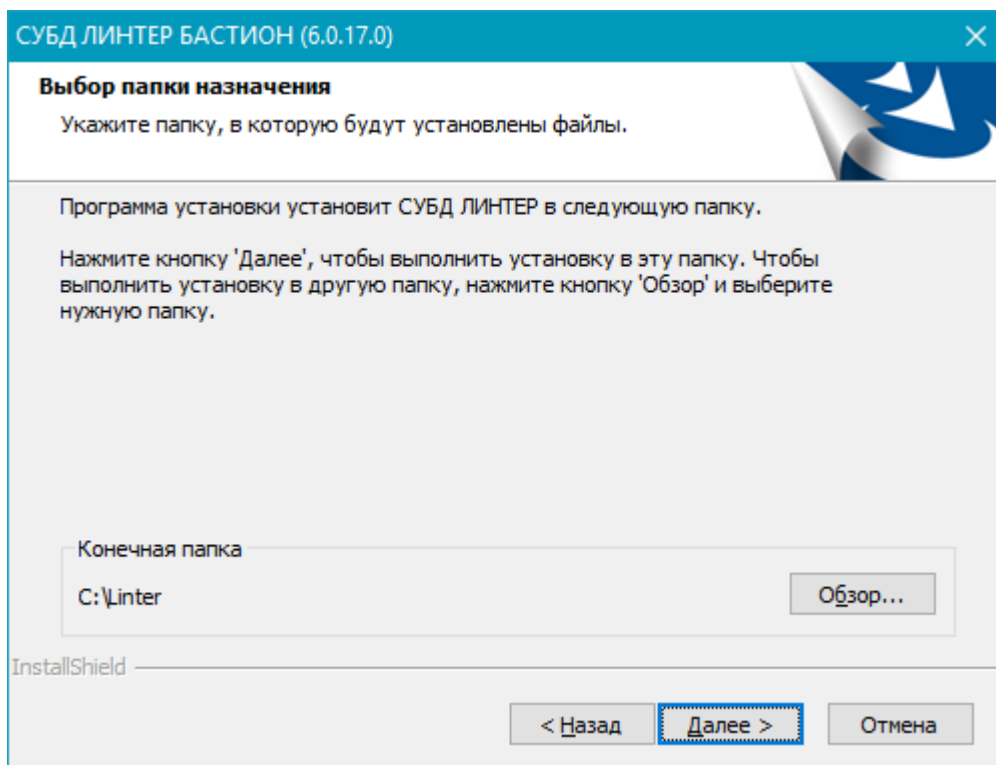 СУБД ЛИНТЕР БАСТИОН (6.0.17.0)
Выбор папки назначения
Укажите папку, в которую будут установлены файлы.
Программа установки установит СУБД ЛИНТЕР в следующую папку.
Нажмите кнопку 'Далее', чтобы выполнить установку в эту папку. Чтобы
выполнить установку в другую папку, нажмите кнопку 'Обзор' и выберите
нужную папку.
Конечная папка
C:\Linter
Обзор...
InstallShield
< Назад
Далее >
Отмена